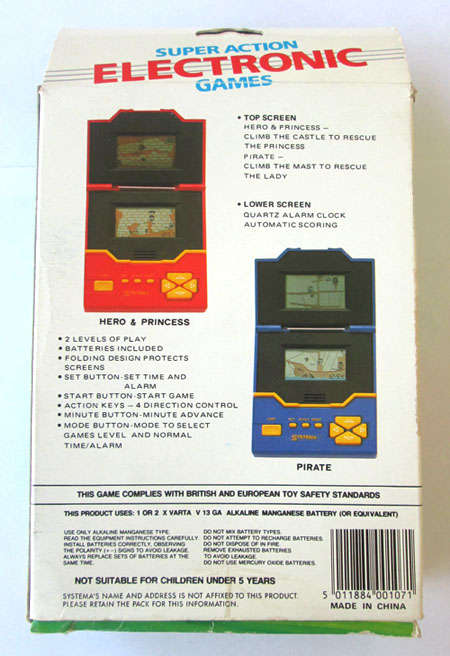 SUPER ACTION
ELECTRONIC
GAMES
• TOP SCREEN
HERO & PRINCESS –
CLIMB THE CASTLE TO RESCUE
THE PRINCESS
PIRATE –
CLIMB THE MAST TO RESCUE
THE LADY
• LOWER SCREEN
QUARTZ ALARM CLOCK
AUTOMATIC SCORING
SYSTEMA
HERO & PRINCESS
• 2 LEVELS OF PLAY
• BATTERIES INCLUDED
• FOLDING DESIGN PROTECTS
SCREENS
• SET BUTTON-SET TIME AND
ALARM
• START BUTTON-START GAME
• ACTION KEYS – 4 DIRECTION CONTROL
• MINUTE BUTTON-MINUTE ADVANCE
• MODE BUTTON-MODE TO SELECT
GAMES LEVEL AND NORMAL
TIME/ALARM
SYSTEMA
PIRATE
THIS GAME COMPLIES WITH BRITISH AND EUROPEAN TOY SAFETY STANDARDS
THIS PRODUCT USES: 1 OR 2 X VARTA V 13 GA ALKALINE MANGANESE BATTERY (OR EQUIVALENT)
USE ONLY ALKALINE MANGANESE TYPE.
READ THE EQUIPMENT INSTRUCTIONS CAREFULLY.
INSTALL BATTERIES CORRECTLY, OBSERVING
THE POLARITY (+ –) SIGNS TO AVOID LEAKAGE.
ALWAYS REPLACE SETS OF BATTERIES AT THE
SAME TIME.
DO NOT MIX BATTERY TYPES.
DO NOT ATTEMPT TO RECHARGE BATTERIES.
DO NOT DISPOSE OF IN FIRE.
REMOVE EXHAUSTED BATTERIES
TO AVOID LEAKAGE.
DO NOT USE MERCURY OXIDE BATTERIES.
NOT SUITABLE FOR CHILDREN UNDER 5 YEARS
SYSTEMA'S NAME AND ADDRESS IS NOT AFFIXED TO THIS PRODUCT.
PLEASE RETAIN THE PACK FOR THIS INFORMATION.
5 011884 001071
MADE IN CHINA